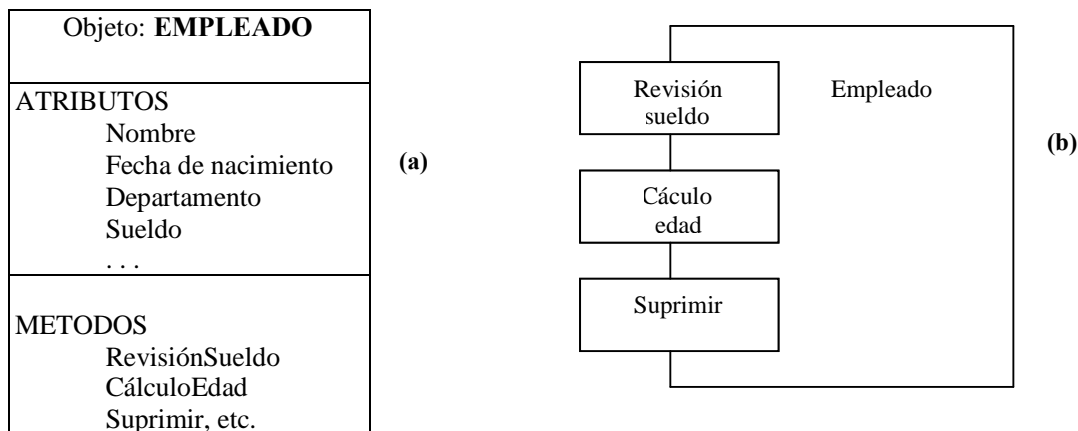 Objeto: EMPLEADO
ATRIBUTOS
Nombre
Fecha de nacimiento
Departamento
Sueldo
. . .
METODOS
RevisiónSueldo
CálculoEdad
Suprimir, etc.
(a)
Revisión
sueldo
Empleado
Cáculo
edad
Suprimir
(b)